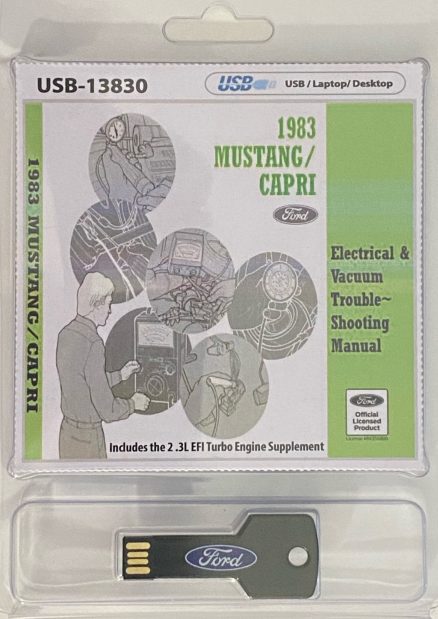 USB-13830
USB
USB / Laptop/ Desktop
1983 MUSTANG/CAPRI
1983
MUSTANG/
CAPRI
Ford
Electrical &
Vacuum
Trouble~
Shooting
Manual
Ford
Official
Licensed
Product
Includes the 2 .3L EFI Turbo Engine Supplement
Ford